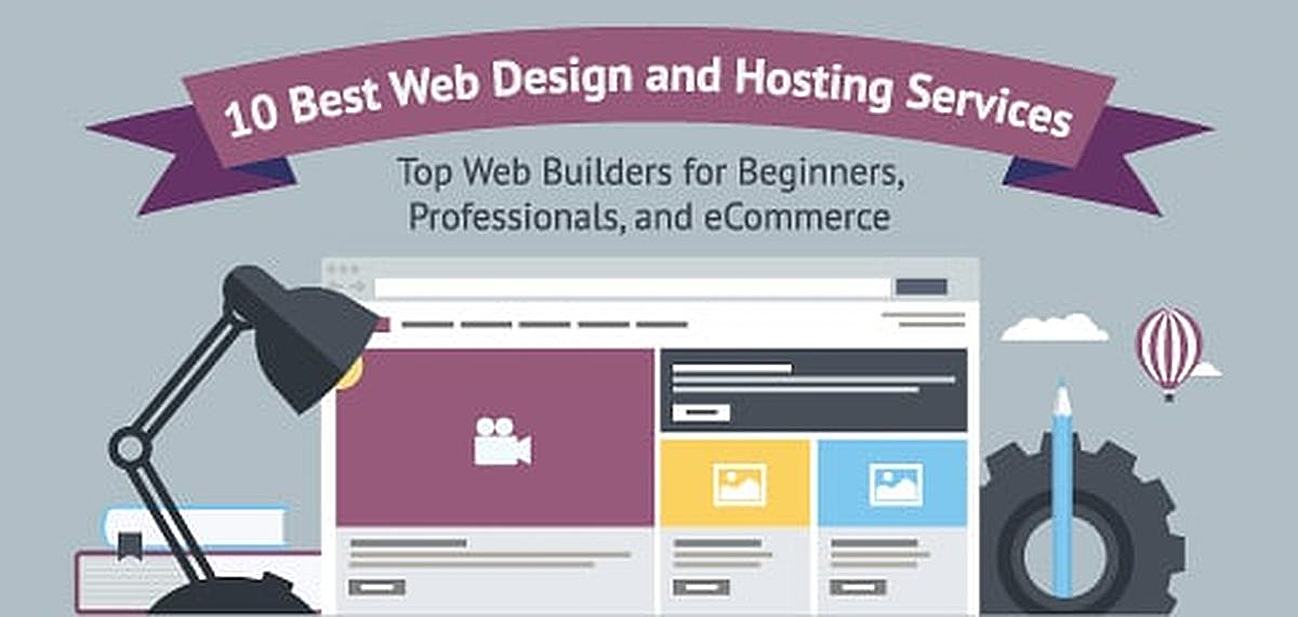 10 Best Web Design and Hosting Services
Top Web Builders for Beginners,
Professionals, and eCommerce